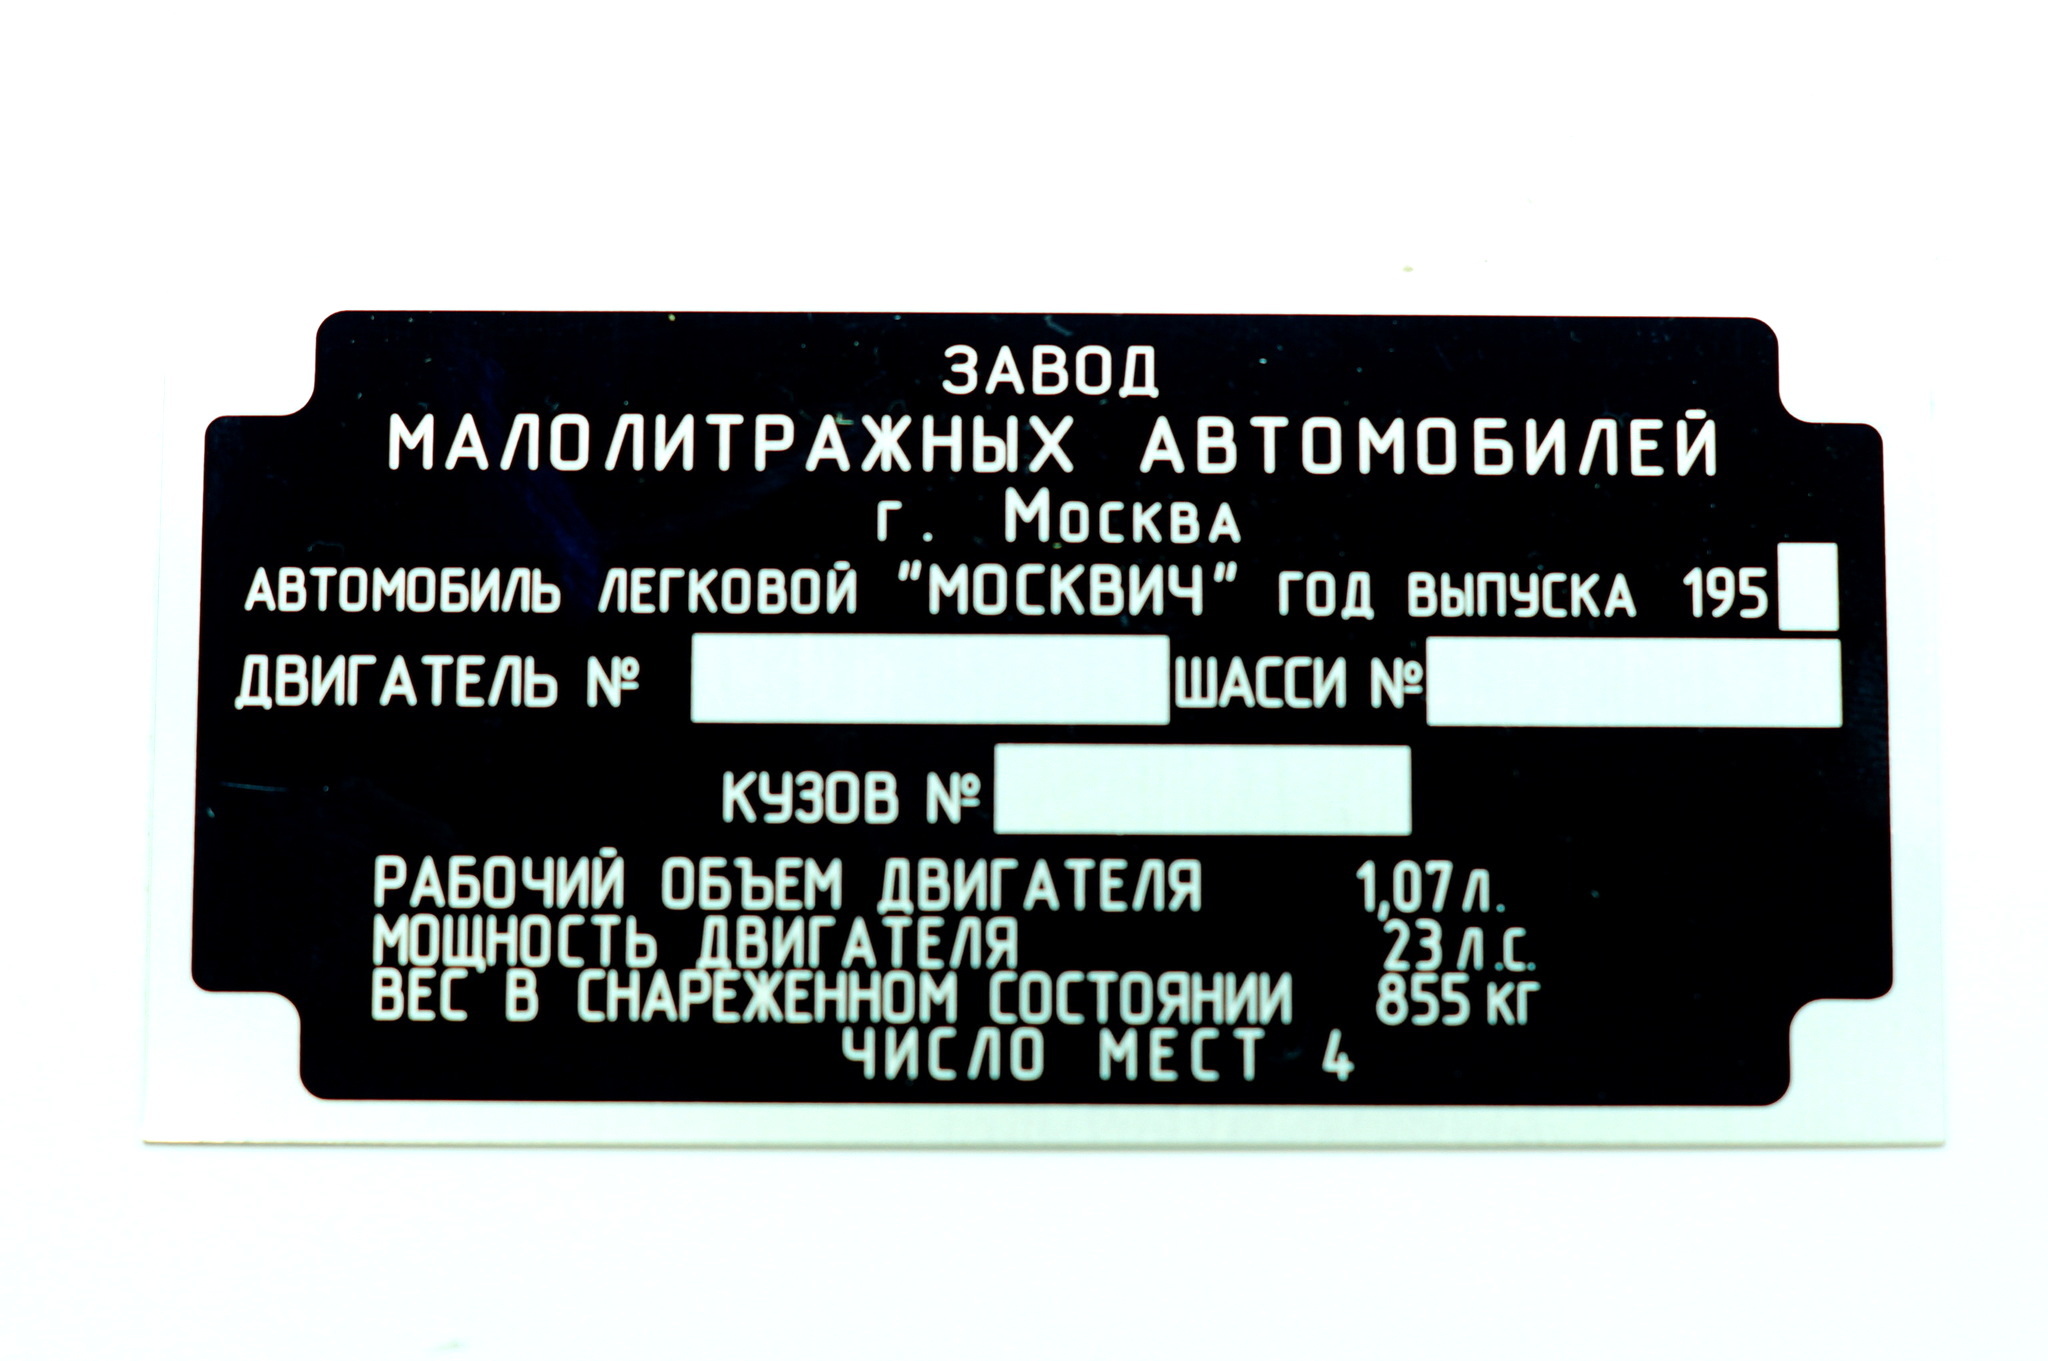 ЗАВОД
МАЛОЛИТРАЖНЫХ АВТОМОБИЛЕЙ
г. Москва
АВТОМОБИЛЬ ЛЕГКОВОЙ "МОСКВИЧ" ГОД ВЫПУСКА 195
ДВИГАТЕЛЬ № ШАССИ №
КУЗОВ №
РАБОЧИЙ ОБЪЕМ ДВИГАТЕЛЯ 1,07 л.
МОЩНОСТЬ ДВИГАТЕЛЯ 23 л.с.
ВЕС В СНАРЕЖЕННОМ СОСТОЯНИИ 855 кг
ЧИСЛО МЕСТ 4